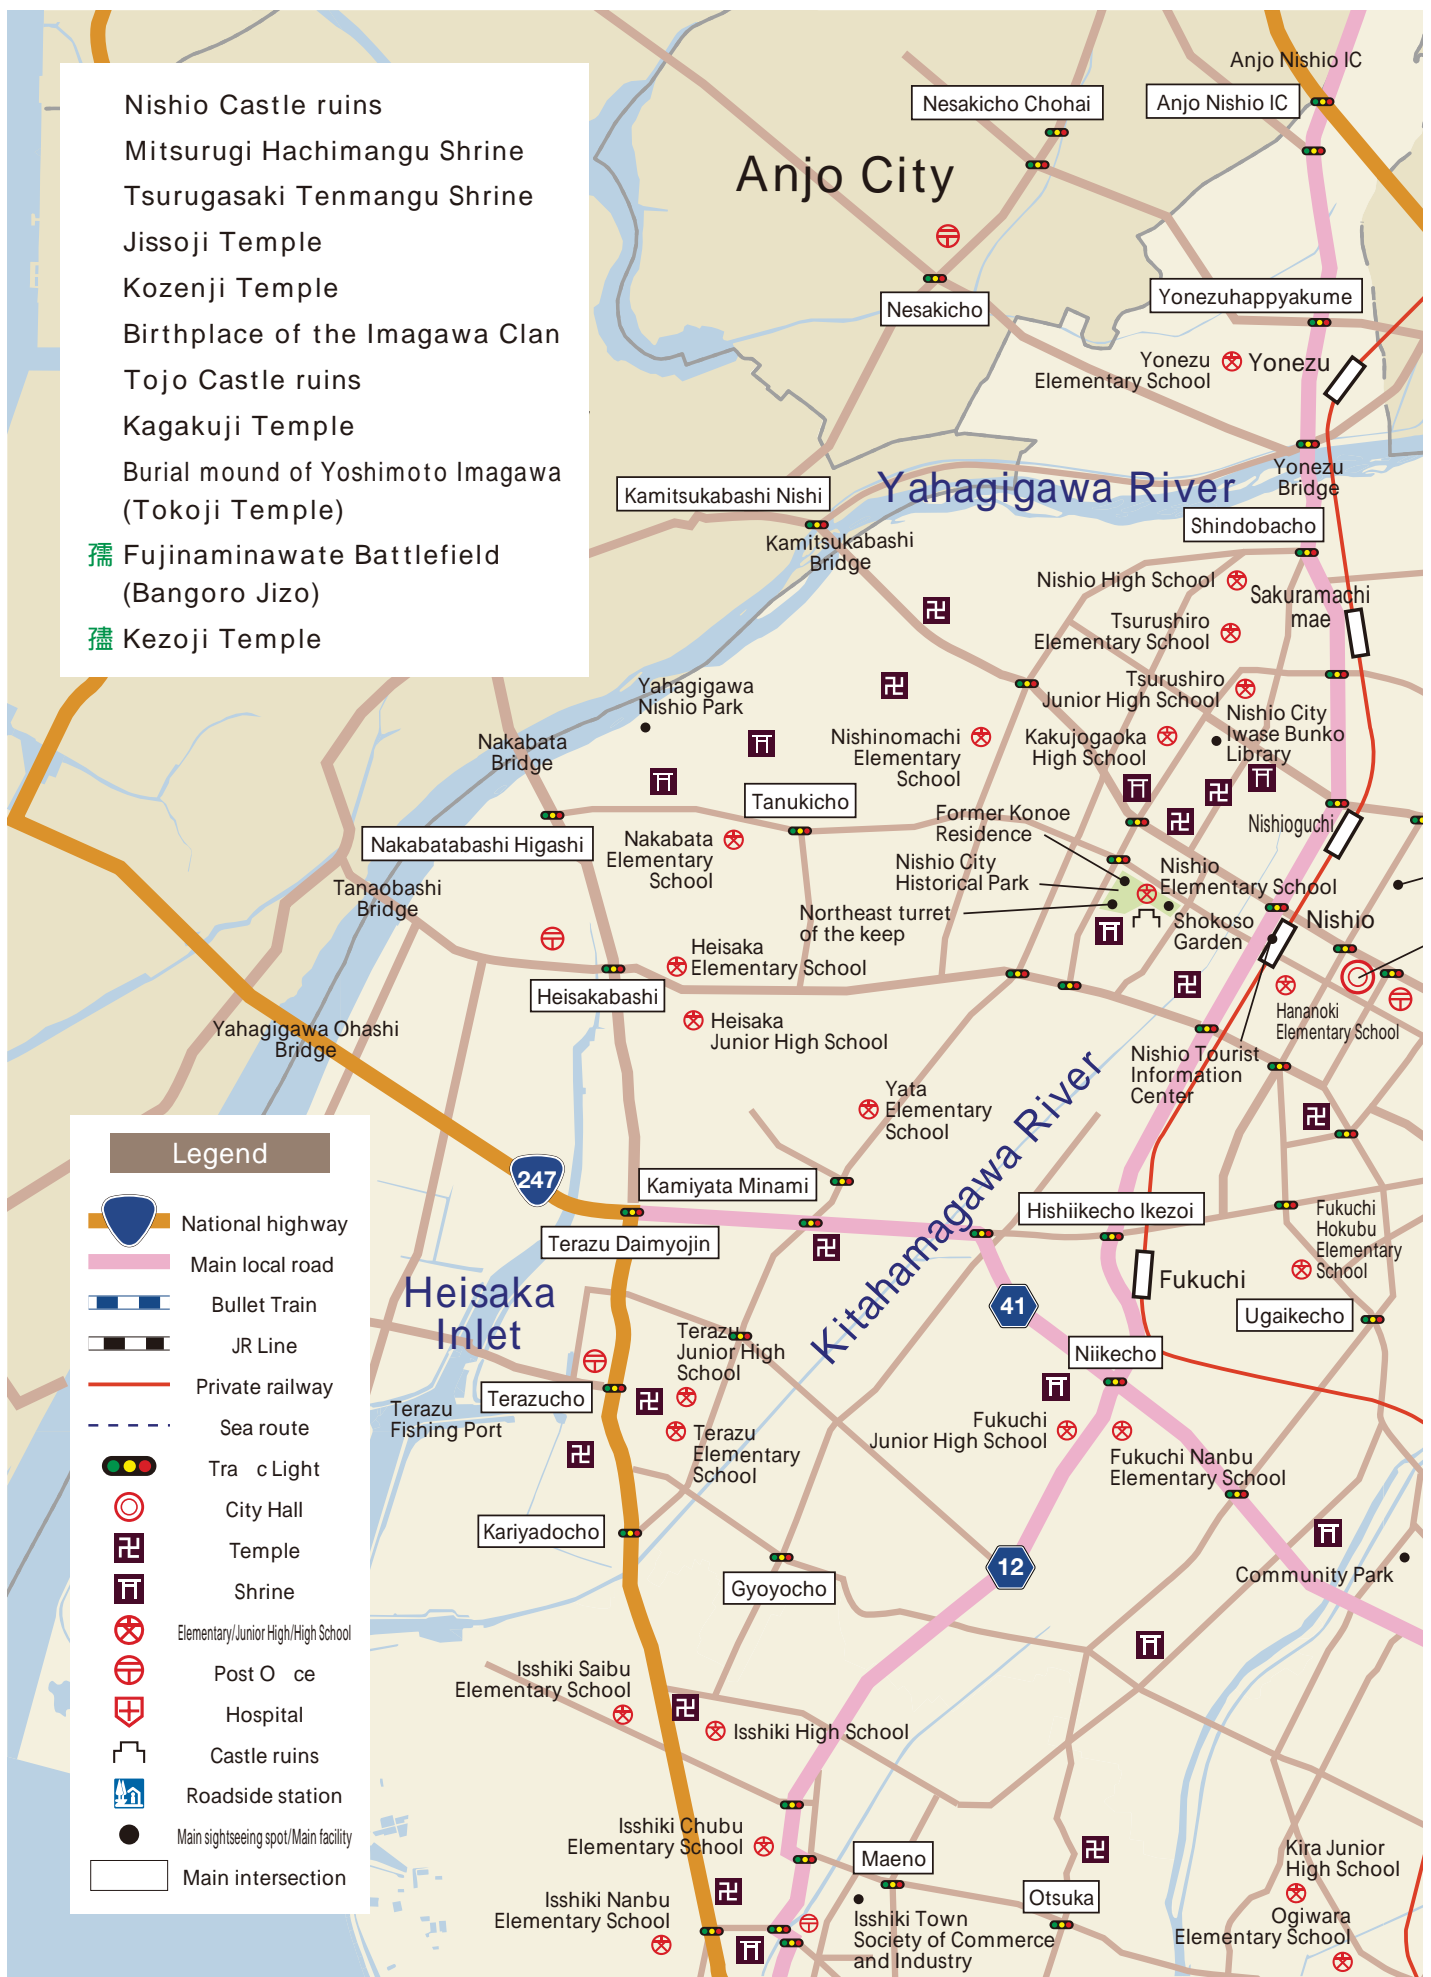 Nishio Castle ruins
Mitsurugi Hachimangu Shrine
Tsurugasaki Tenmangu Shrine
Jissoji Temple
Kozenji Temple
Birthplace of the Imagawa Clan
Tojo Castle ruins
Kagakuji Temple
Burial mound of Yoshimoto Imagawa
(Tokoji Temple)
孺 Fujinaminawate Battlefield
(Bangoro Jizo)
孻 Kezoji Temple
Anjo Nishio IC
Nesakicho Chohai
Anjo Nishio IC
Anjo City
Nesakicho
Yonezuhappyakume
Yonezu
Elementary School
Yonezu
Yahagigawa River
Yonezu
Bridge
Kamitsukabashi Nishi
Shindobacho
Kamitsukabashi
Bridge
Nishio High School
Sakuramachi
mae
Tsurushiro
Elementary School
Tsurushiro
Junior High School
Yahagigawa
Nishio Park
Nishio City
Iwase Bunko
Library
Nishinomachi
Elementary
School
Kakujogaoka
High School
Nakabata
Bridge
Tanukicho
Former Konoe
Residence
Nishioguchi
Nakabatabashi Higashi
Nakabata
Elementary
School
Nishio City
Historical Park
Nishio
Elementary School
Tanaobashi
Bridge
Northeast turret
of the keep
Shokoso
Garden
Nishio
Heisaka
Elementary School
Heisakabashi
Hananoki
Elementary School
Yahagigawa Ohashi
Bridge
Heisaka
Junior High School
Nishio Tourist
Information
Center
Yata
Elementary
School
Kitahamagawa River
247
Kamiyata Minami
Hishiikecho Ikezoi
Fukuchi
Hokubu
Elementary
School
Terazu Daimyojin
Fukuchi
Heisaka
Inlet
41
Ugaikecho
Terazu
Junior High
School
Niikecho
Terazucho
Terazu
Fishing Port
Fukuchi
Junior High School
Terazu
Elementary
School
Fukuchi Nanbu
Elementary School
Kariyadocho
12
Community Park
Gyoyocho
Isshiki Saibu
Elementary School
Isshiki High School
Isshiki Chubu
Elementary School
Maeno
Kira Junior
High School
Isshiki Nanbu
Elementary School
Otsuka
Isshiki Town
Society of Commerce
and Industry
Ogiwara
Elementary School
Legend
National highway
Main local road
Bullet Train
JR Line
Private railway
Sea route
Tra c Light
City Hall
Temple
Shrine
Elementary/Junior High/High School
Post O ce
Hospital
Castle ruins
Roadside station
Main sightseeing spot/Main facility
Main intersection